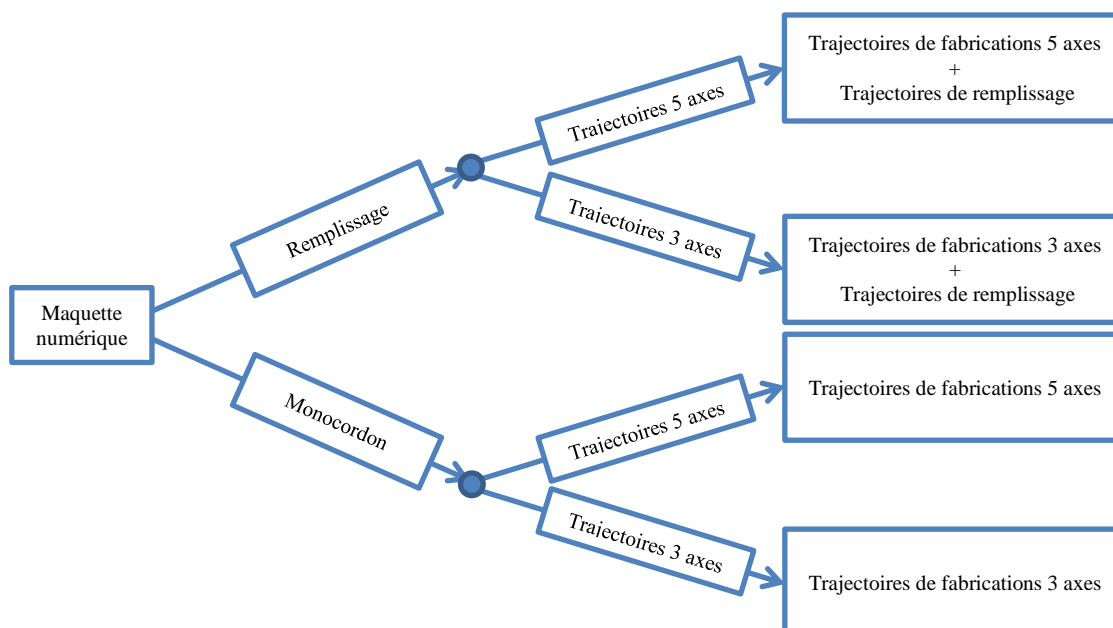 Trajectoires de fabrications 5 axes
+
Trajectoires de remplissage
Trajectoires 5 axes
Remplissage
Trajectoires 3 axes
Trajectoires de fabrications 3 axes
+
Trajectoires de remplissage
Maquette
numérique
Monocordon
Trajectoires 5 axes
Trajectoires de fabrications 5 axes
Trajectoires 3 axes
Trajectoires de fabrications 3 axes